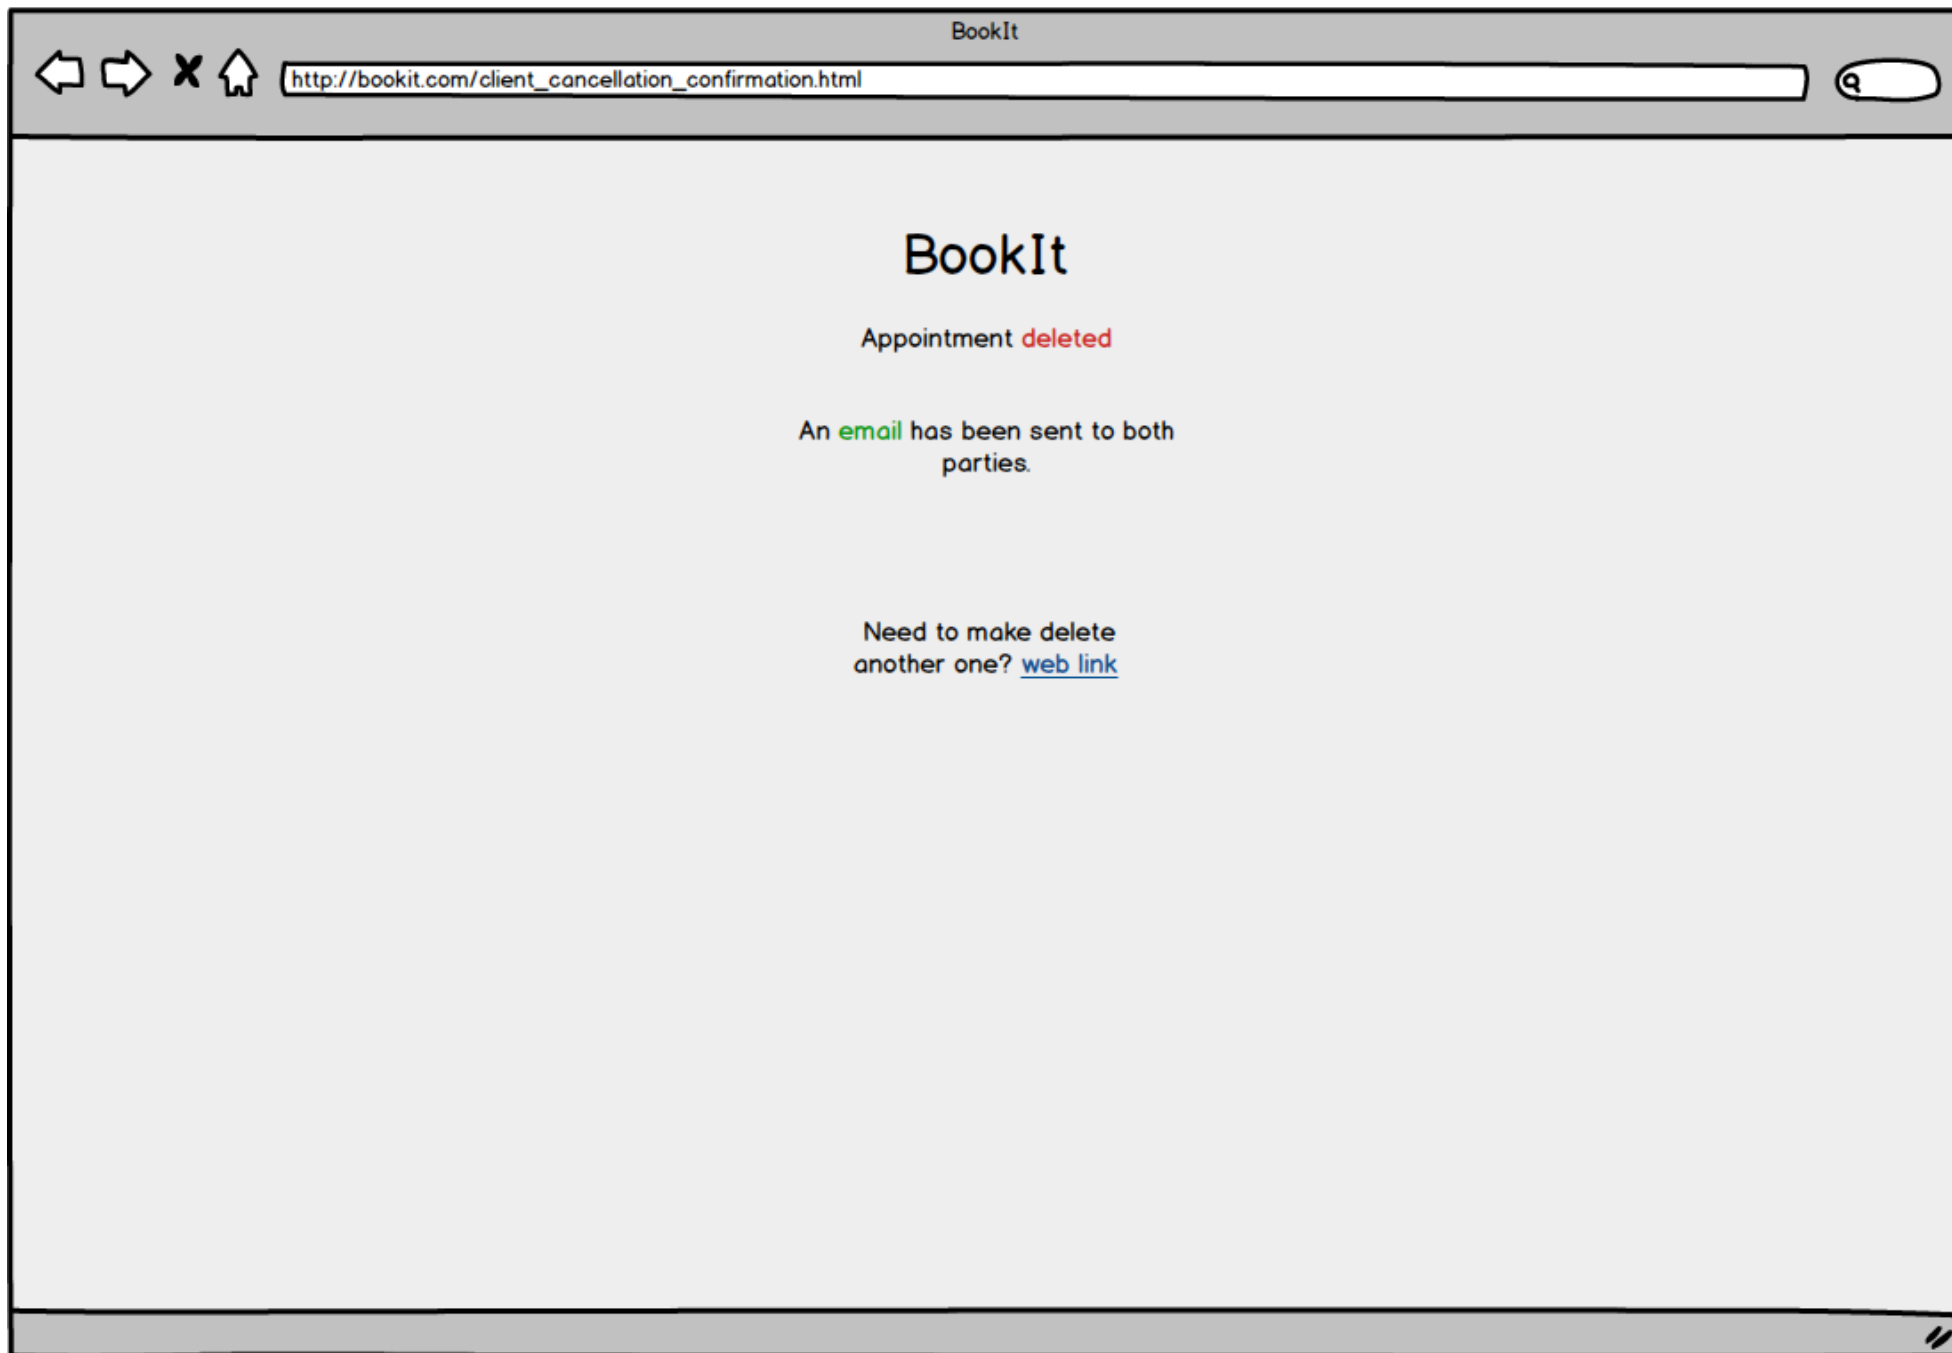 BookIt
http://bookit.com/client_cancellation_confirmation.html
BookIt
Appointment deleted
An email has been sent to both
parties.
Need to make delete
another one? web link